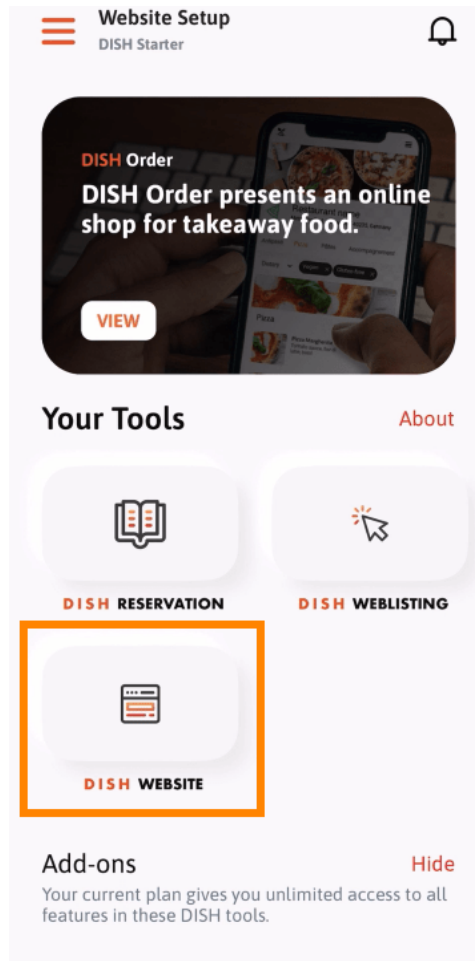 Website Setup
DISH Starter
DISH Order
DISH Order presents an online
shop for takeaway food.
VIEW
Your Tools
About
DISH RESERVATION
DISH WEBLISTING
DISH WEBSITE
Add-ons
Hide
Your current plan gives you unlimited access to all
features in these DISH tools.